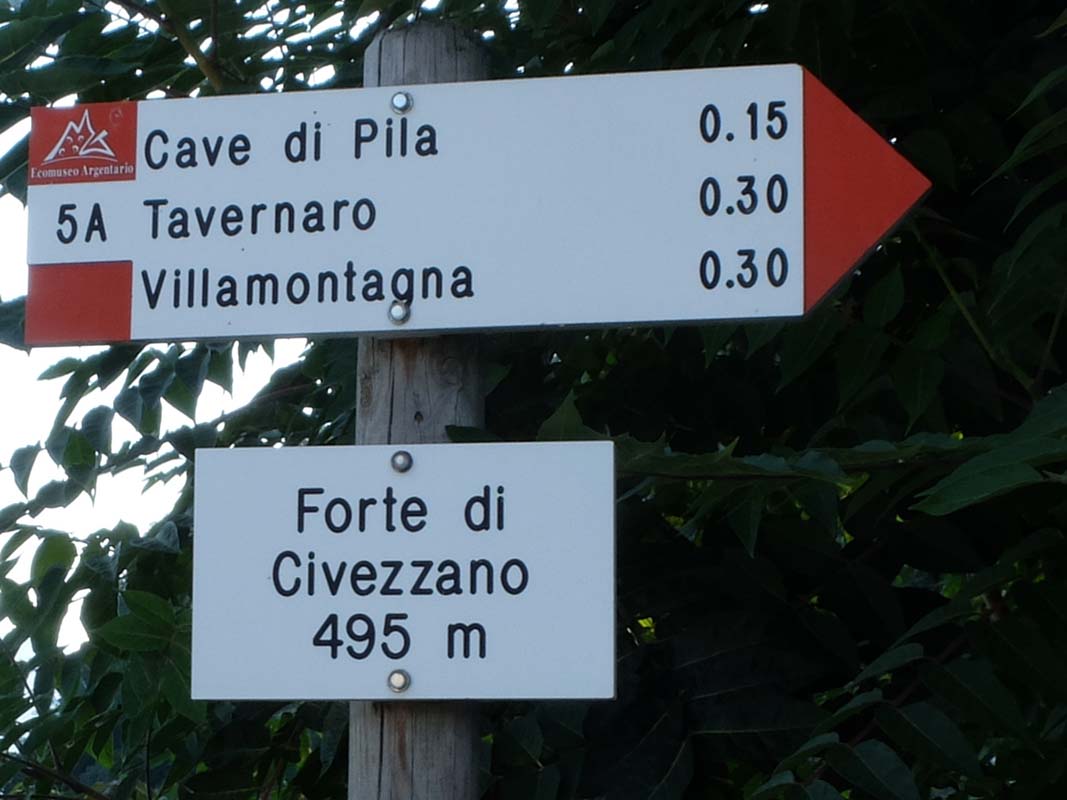 Cave di Pila 0.15
Ecomuseo Argentario
5A Tavernaro 0.30
Villamontagna 0.30
Forte di
Civezzano
495 m